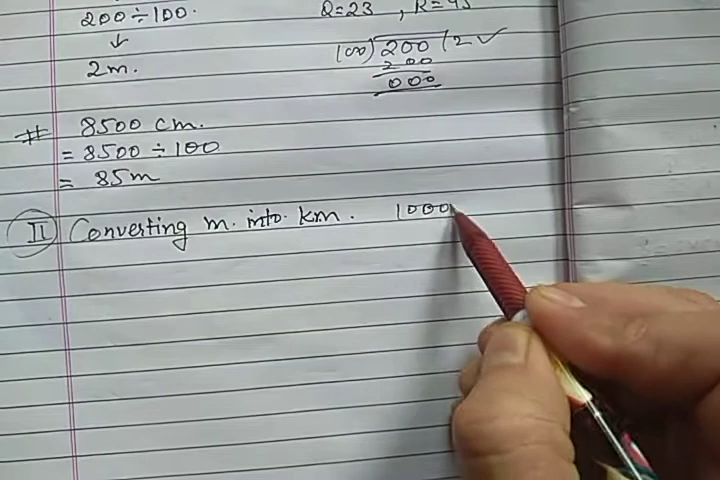 200 ÷ 100.
↓
2m.
Q=23 , R=45
100)200(2 ✓
200
000
# 8500 cm.
= 8500 ÷ 100
= 85m
II Converting m. into km. 1000